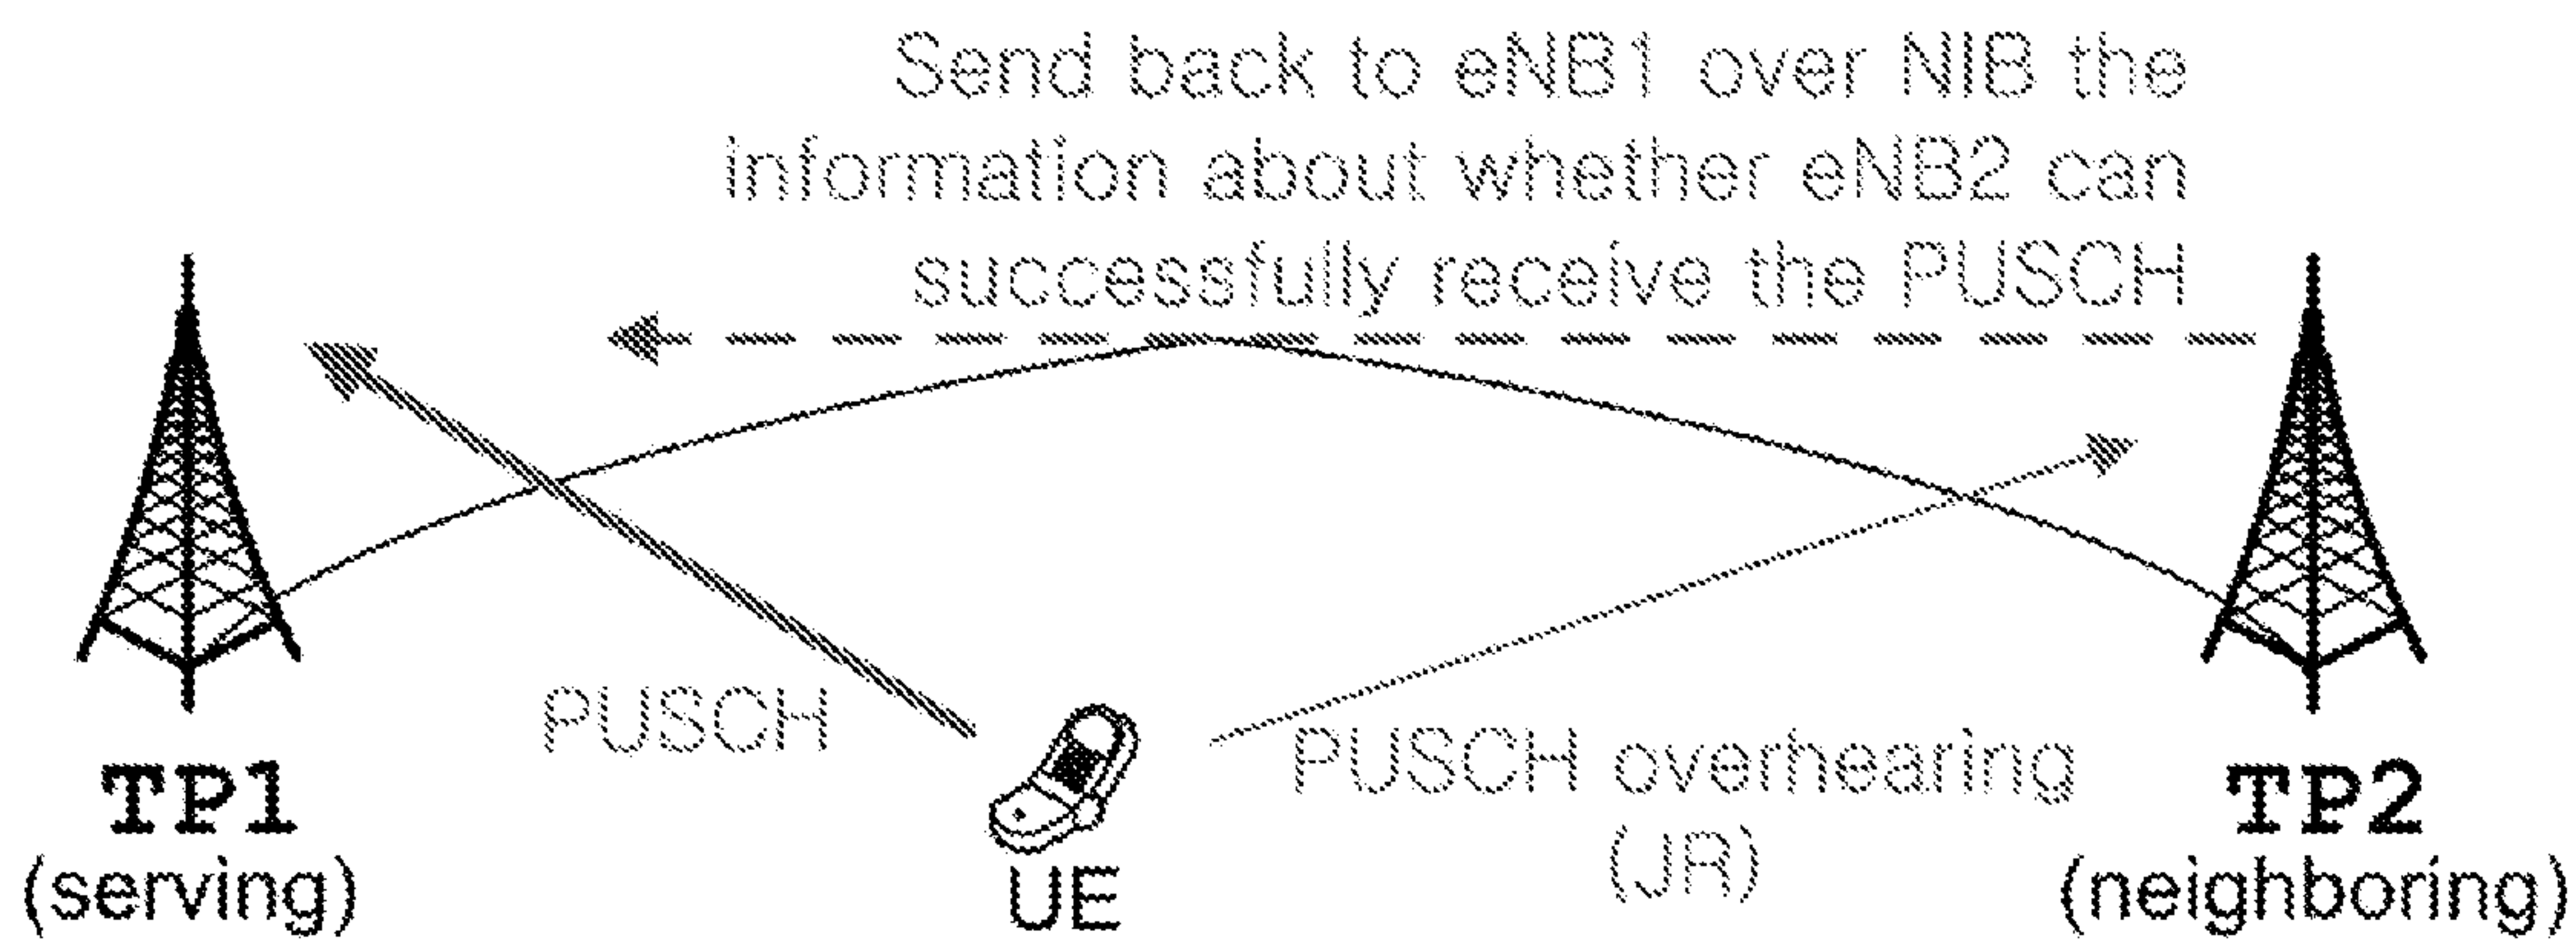 Send back to eNB1 over NIB the
information about whether eNB2 can
successfully receive the PUSCH
PUSCH
PUSCH overhearing
(JR)
TP1
(serving)
UE
TP2
(neighboring)